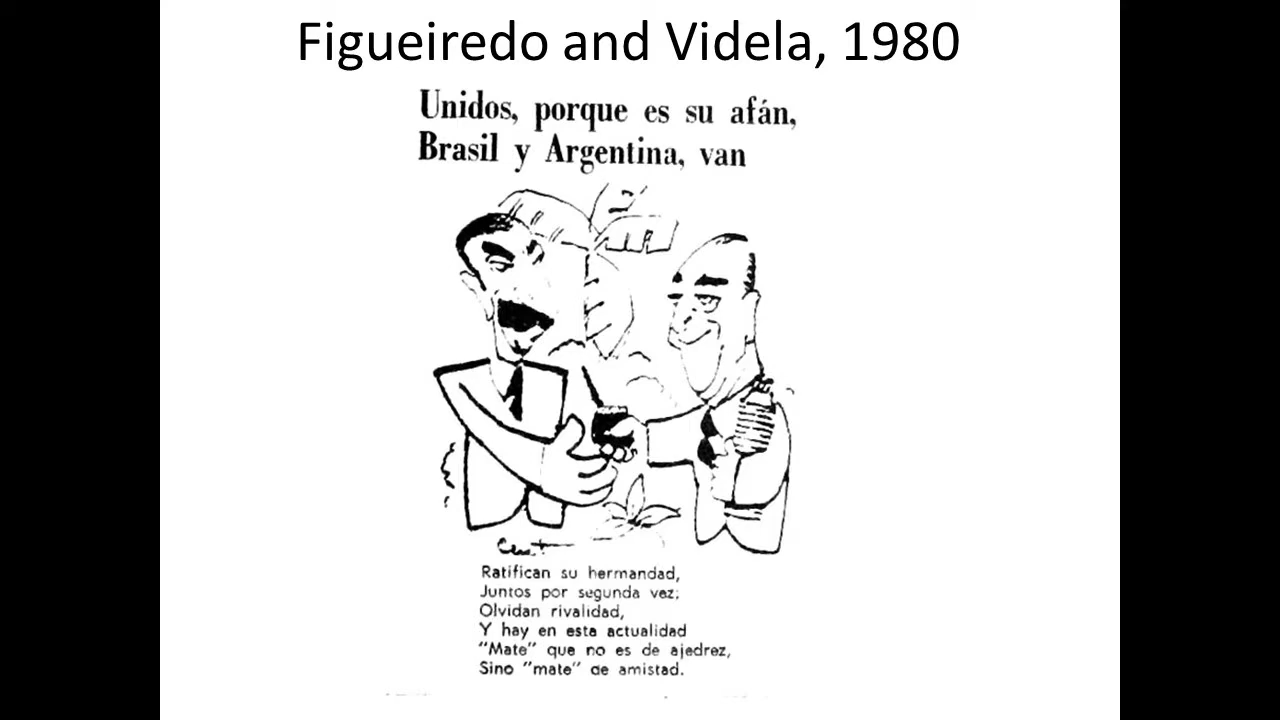 Figueiredo and Videla, 1980
Unidos, porque es su afán,
Brasil y Argentina, van
Ratifican su hermandad,
Juntos por segunda vez;
Olvidan rivalidad,
Y hay en esta actualidad
"Mate" que no es de ajedrez,
Sino "mate" de amistad.